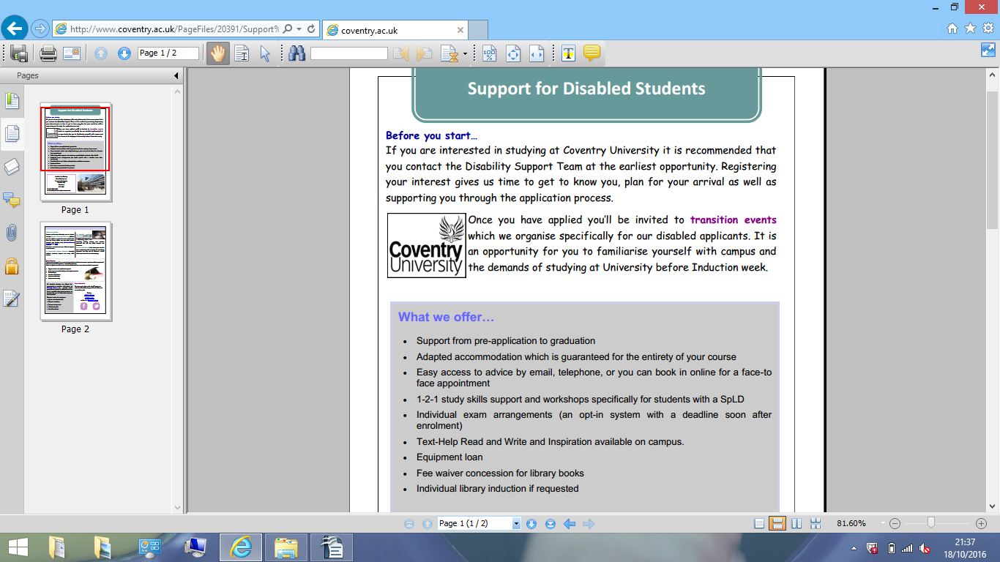 http://www.coventry.ac.uk/PageFiles/20391/Support%
coventry.ac.uk
Page 1 / 2
Pages
Support for Disabled Students
Before you start…
If you are interested in studying at Coventry University it is recommended that
you contact the Disability Support Team at the earliest opportunity. Registering
your interest gives us time to get to know you, plan for your arrival as well as
supporting you through the application process.
Once you have applied you'll be invited to transition events
which we organise specifically for our disabled applicants. It is
an opportunity for you to familiarise yourself with campus and
the demands of studying at University before Induction week.
Coventry
University
What we offer…
• Support from pre-application to graduation
• Adapted accommodation which is guaranteed for the entirety of your course
• Easy access to advice by email, telephone, or you can book in online for a face-to
face appointment
• 1-2-1 study skills support and workshops specifically for students with a SpLD
• Individual exam arrangements (an opt-in system with a deadline soon after
enrolment)
• Text-Help Read and Write and Inspiration available on campus.
• Equipment loan
• Fee waiver concession for library books
• Individual library induction if requested
Page 1
Page 2
Page 1 (1 / 2)
81.60%
21:37
18/10/2016